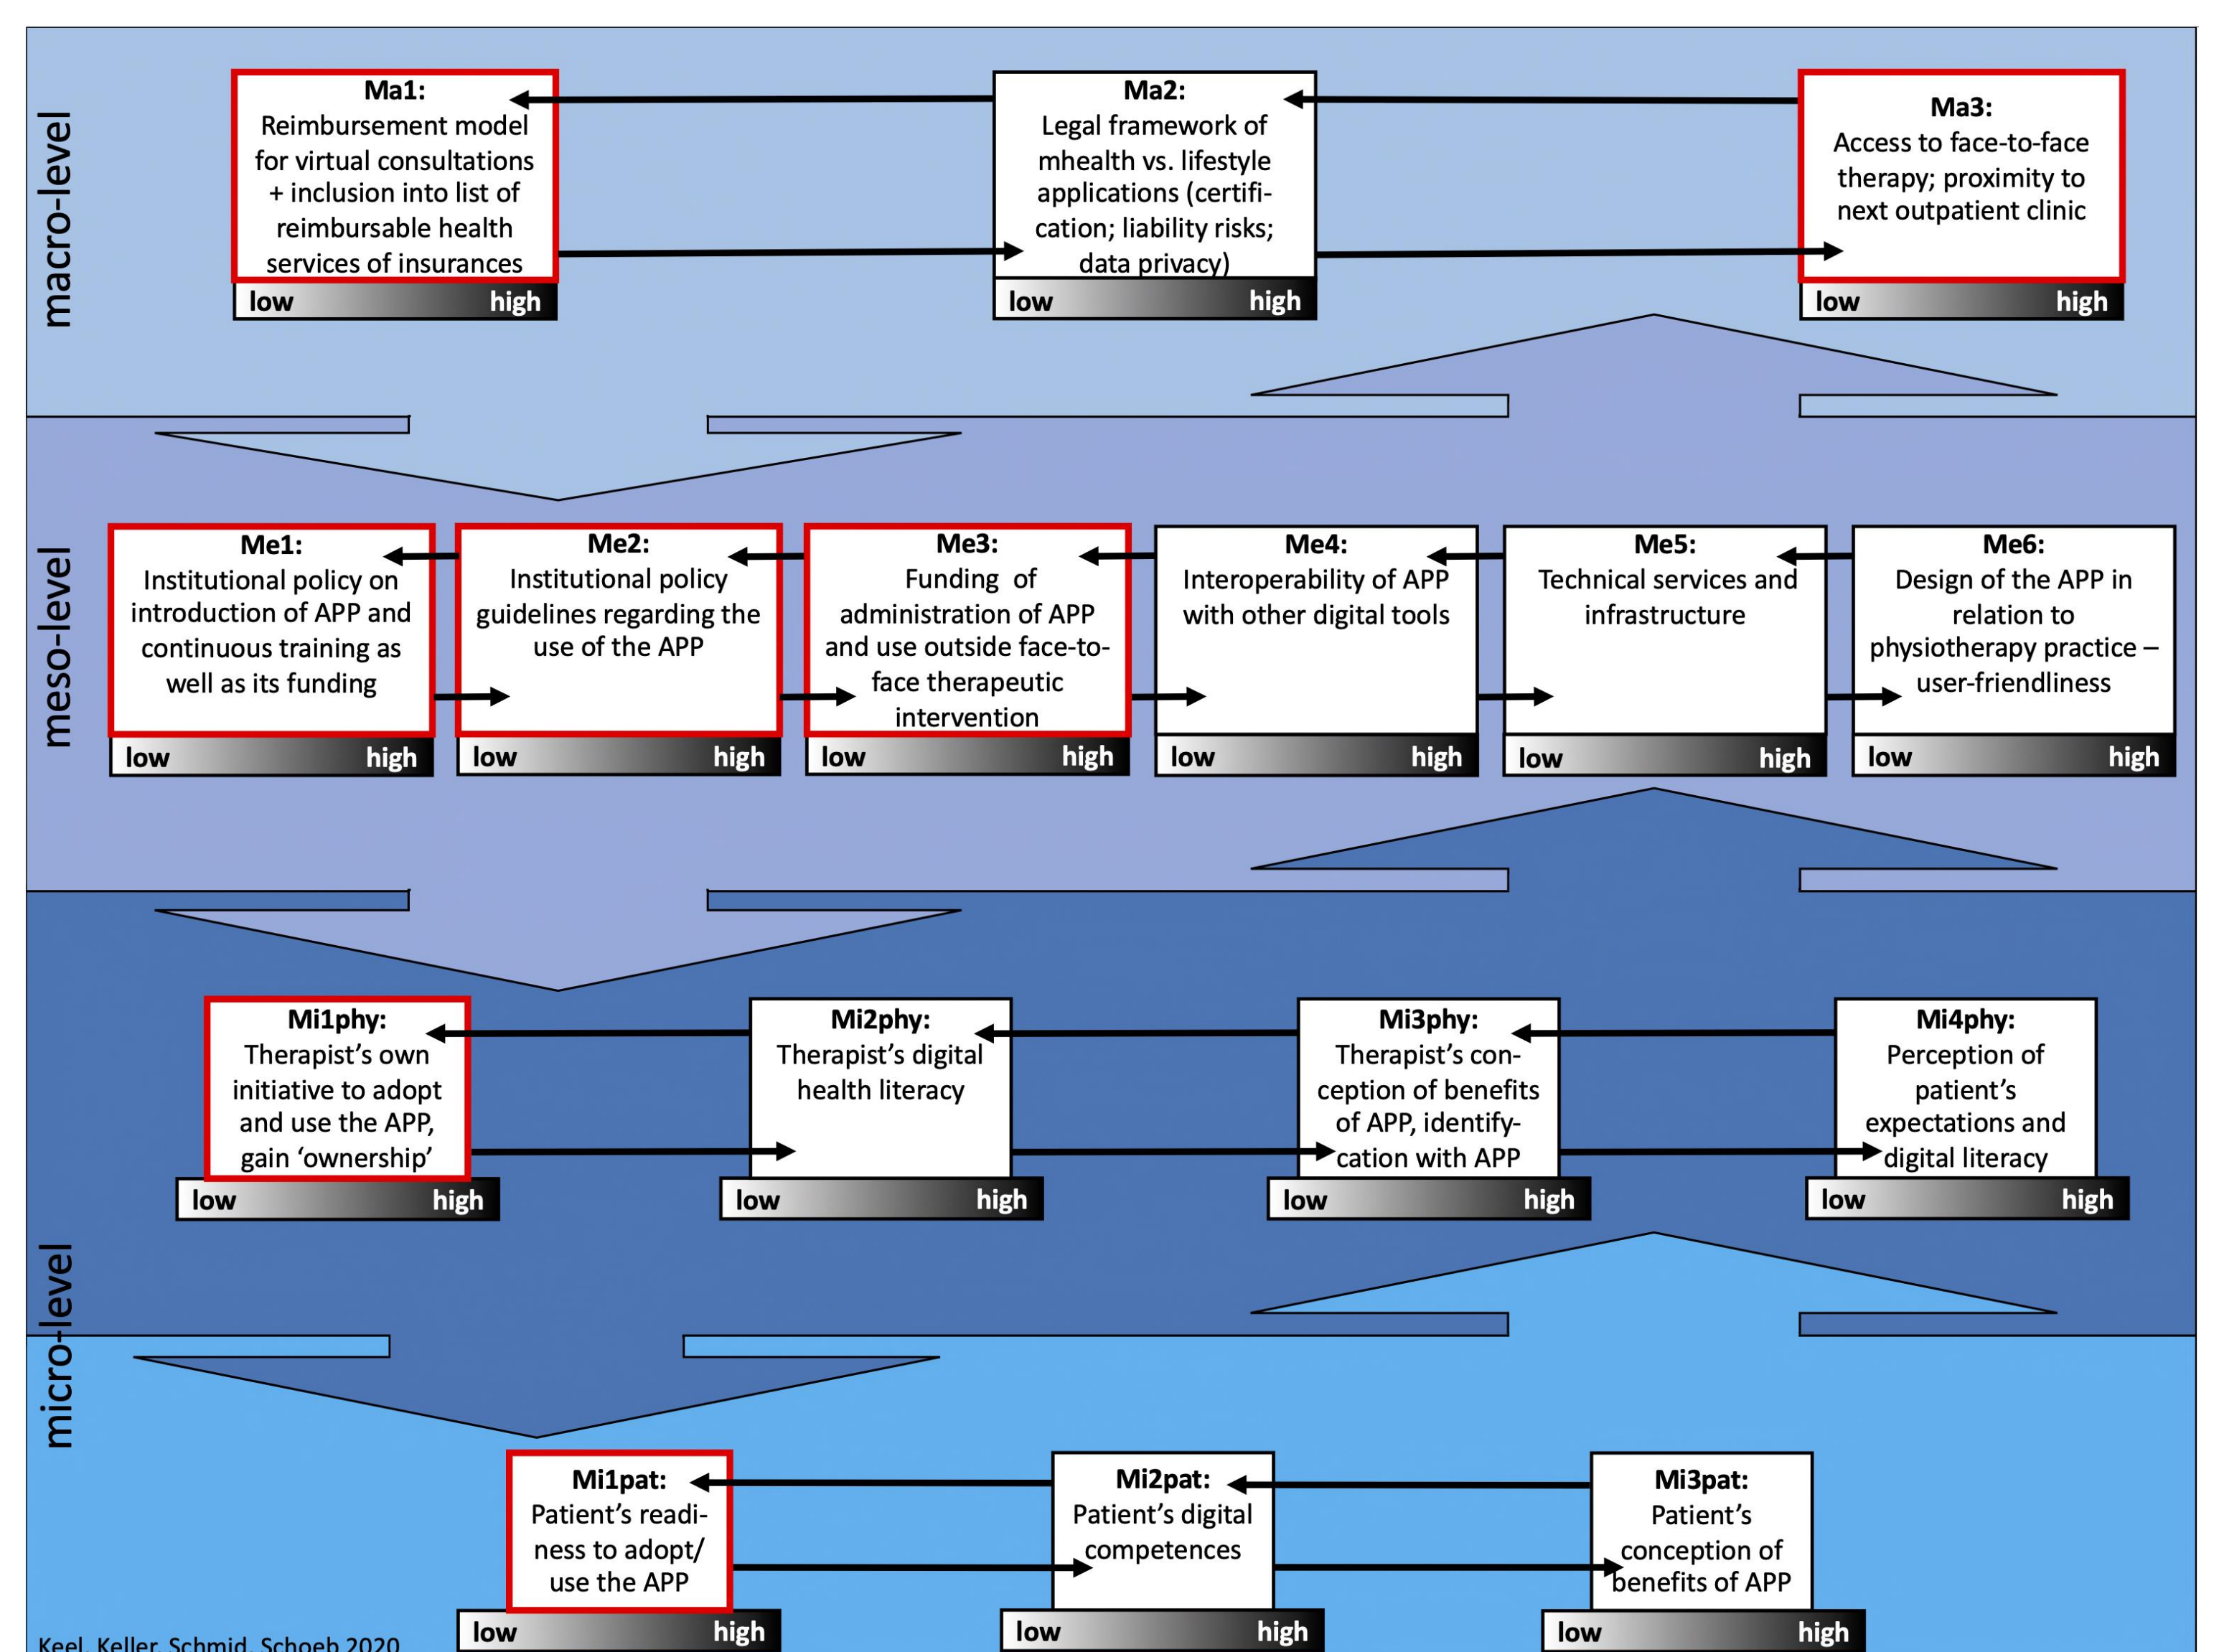 macro-level
Ma1:
Reimbursement model
for virtual consultations
+ inclusion into list of
reimbursable health
services of insurances
low high
Ma2:
Legal framework of
mhealth vs. lifestyle
applications (certifi-
cation; liability risks;
data privacy)
low high
Ma3:
Access to face-to-face
therapy; proximity to
next outpatient clinic
low high
meso-level
Me1:
Institutional policy on
introduction of APP and
continuous training as
well as its funding
low high
Me2:
Institutional policy
guidelines regarding the
use of the APP
low high
Me3:
Funding of
administration of APP
and use outside face-to-
face therapeutic
intervention
low high
Me4:
Interoperability of APP
with other digital tools
low high
Me5:
Technical services and
infrastructure
low high
Me6:
Design of the APP in
relation to
physiotherapy practice –
user-friendliness
low high
micro-level
Mi1phy:
Therapist’s own
initiative to adopt
and use the APP,
gain ‘ownership’
low high
Mi2phy:
Therapist’s digital
health literacy
low high
Mi3phy:
Therapist’s con-
ception of benefits
of APP, identify-
cation with APP
low high
Mi4phy:
Perception of
patient’s
expectations and
digital literacy
low high
Mi1pat:
Patient’s readi-
ness to adopt/
use the APP
low high
Mi2pat:
Patient’s digital
competences
low high
Mi3pat:
Patient’s
conception of
benefits of APP
low high
Keel, Keller, Schmid, Schoeb 2020